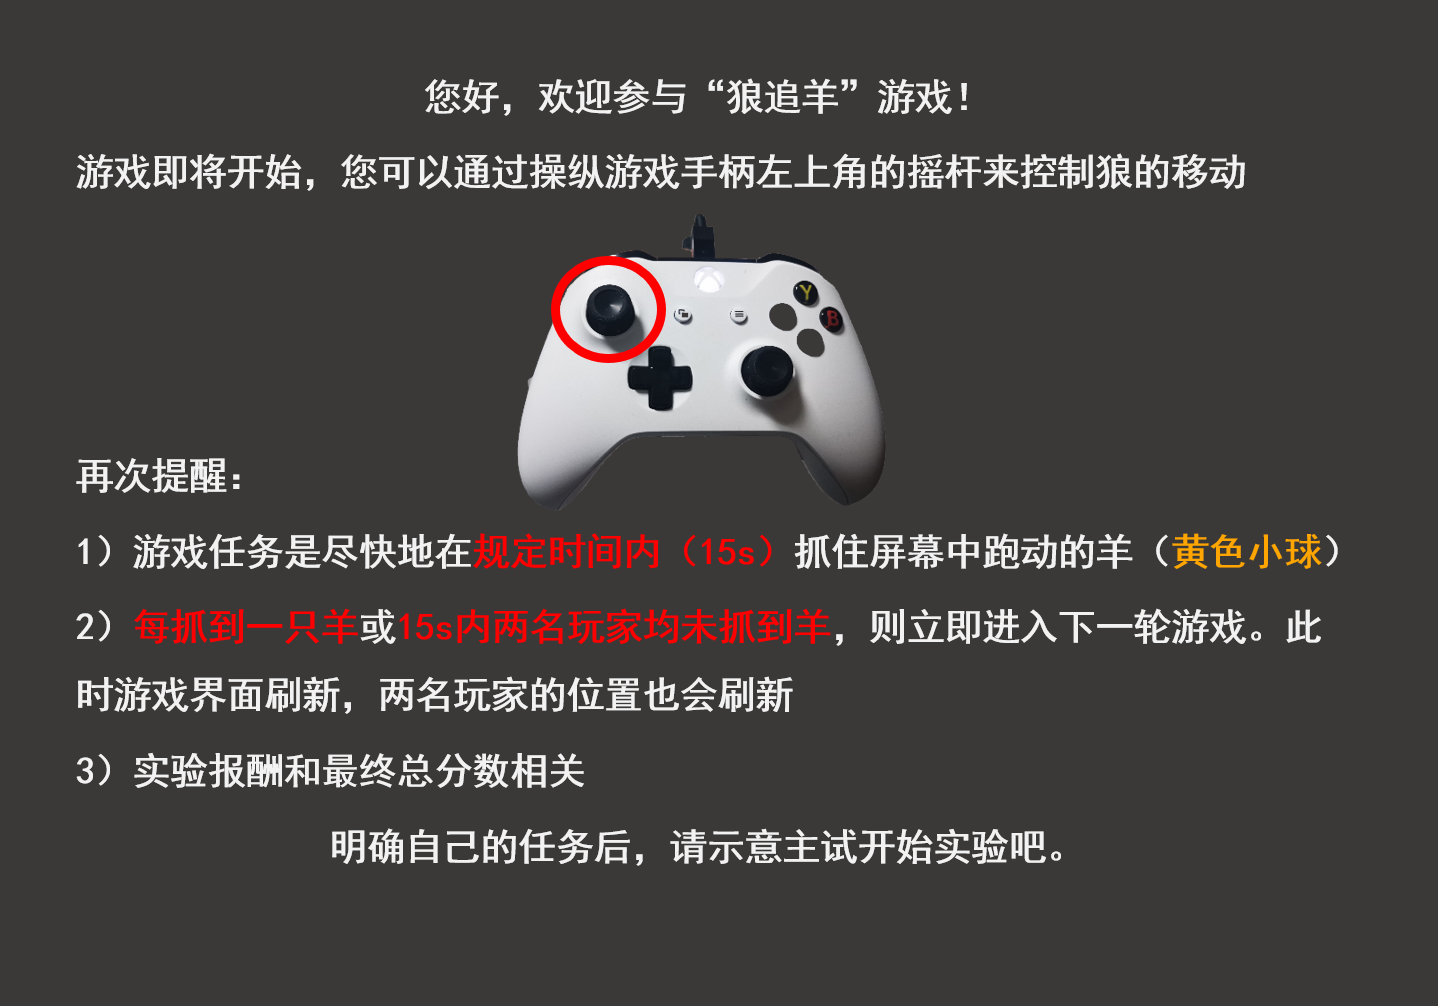 您好，欢迎参与“狼追羊”游戏！
游戏即将开始，您可以通过操纵游戏手柄左上角的摇杆来控制狼的移动
Y
B
再次提醒：
1）游戏任务是尽快地在规定时间内（15s）抓住屏幕中跑动的羊（黄色小球）
2）每抓到一只羊或15s内两名玩家均未抓到羊，则立即进入下一轮游戏。此
时游戏界面刷新，两名玩家的位置也会刷新
3）实验报酬和最终总分数相关
明确自己的任务后，请示意主试开始实验吧。